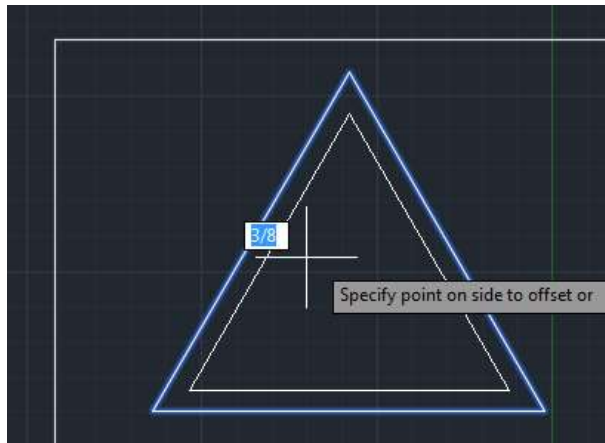 3/8
Specify point on side to offset or